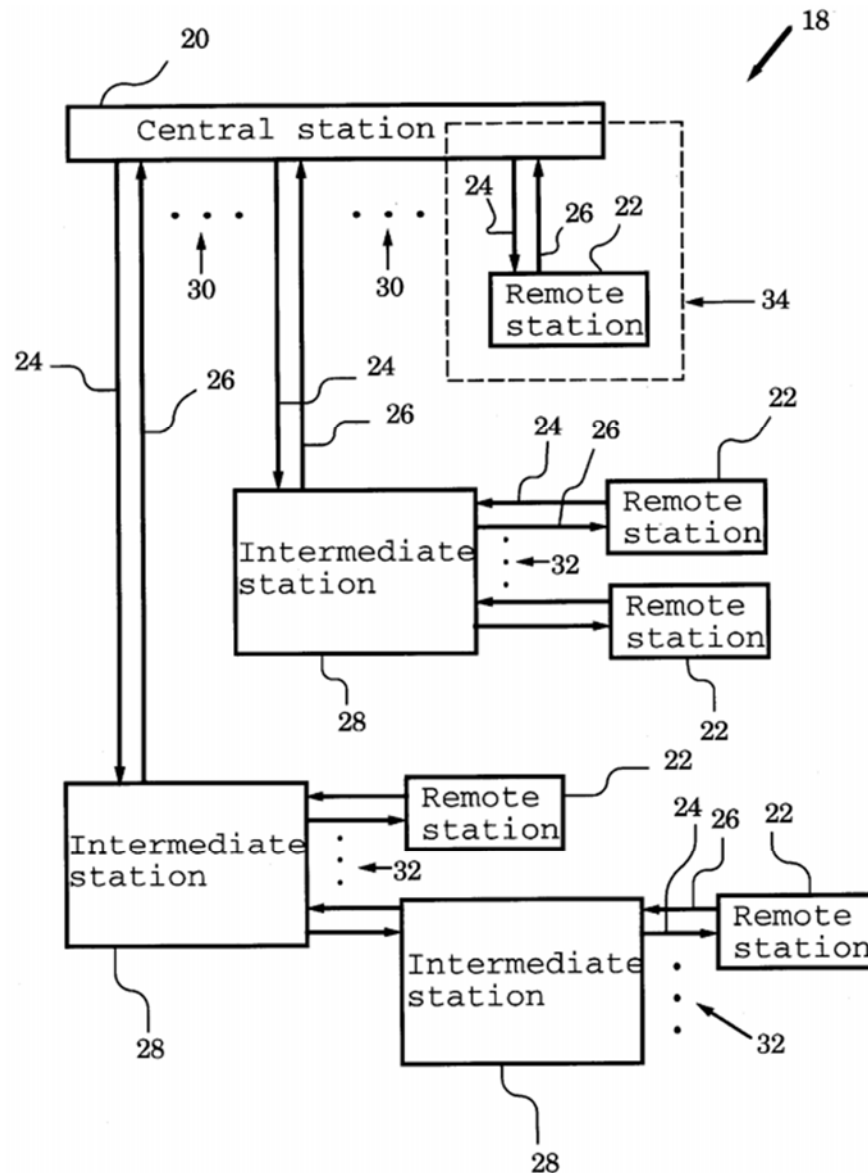 18
20
Central station
24
26
22
30
30
Remote
station
34
24
26
24
26
24
26
22
Remote
station
Intermediate
station
32
Remote
station
28
22
22
Remote
station
Intermediate
station
32
24
26
22
Remote
station
Intermediate
station
28
32
28